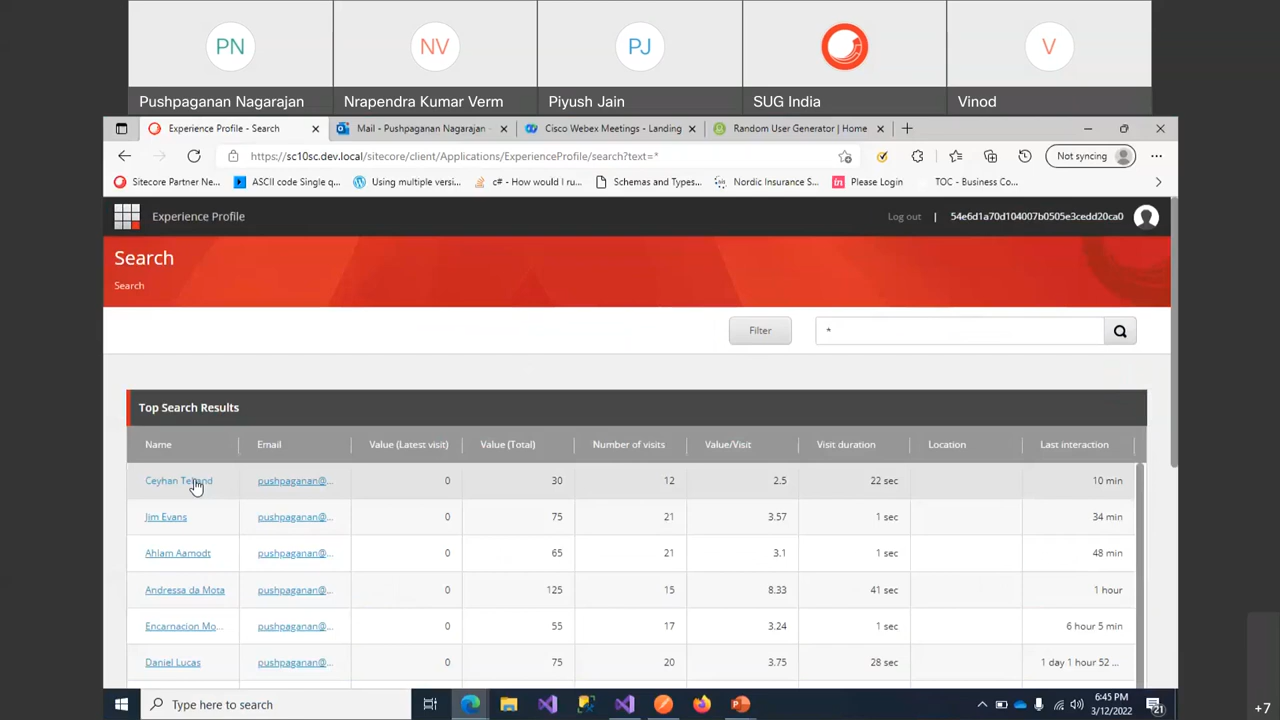 PN
NV
PJ
V
Pushpaganan Nagarajan
Nrapendra Kumar Verm
Piyush Jain
SUG India
Vinod
Experience Profile - Search
Mail - Pushpaganan Nagarajan -
Cisco Webex Meetings - Landing
Random User Generator | Home
https://sc10sc.dev.local/sitecore/client/Applications/ExperienceProfile/search?text=*
Not syncing
Sitecore Partner Ne...
ASCII code Single q...
Using multiple versi...
c# - How would I ru...
Schemas and Types...
Nordic Insurance S...
Please Login
TOC - Business Co...
Experience Profile
Log out
54e6d1a70d104007b0505e3cedd20ca0
Search
Search
Filter
*
Top Search Results
Name Email Value (Latest visit) Value (Total) Number of visits Value/Visit Visit duration Location Last interaction
Ceyhan pushpaganan@... 0 30 12 2.5 22 sec 10 min
Jim Evans pushpaganan@... 0 75 21 3.57 1 sec 34 min
Ahlam Aamodt pushpaganan@... 0 65 21 3.1 1 sec 48 min
Andressa da Mota pushpaganan@... 0 125 15 8.33 41 sec 1 hour
Encarnacion Mo... pushpaganan@... 0 55 17 3.24 1 sec 6 hour 5 min
Daniel Lucas pushpaganan@... 0 75 20 3.75 28 sec 1 day 1 hour 52 ...
Type here to search
6:45 PM
3/12/2022
21
+7